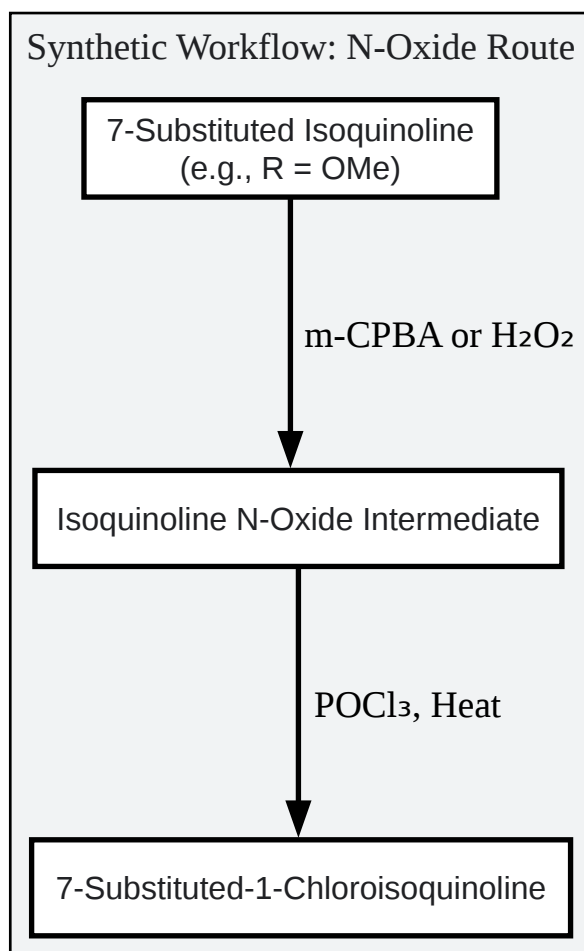 Synthetic Workflow: N-Oxide Route
7-Substituted Isoquinoline
(e.g., R = OMe)
m-CPBA or H₂O₂
Isoquinoline N-Oxide Intermediate
POCl₃, Heat
7-Substituted-1-Chloroisoquinoline